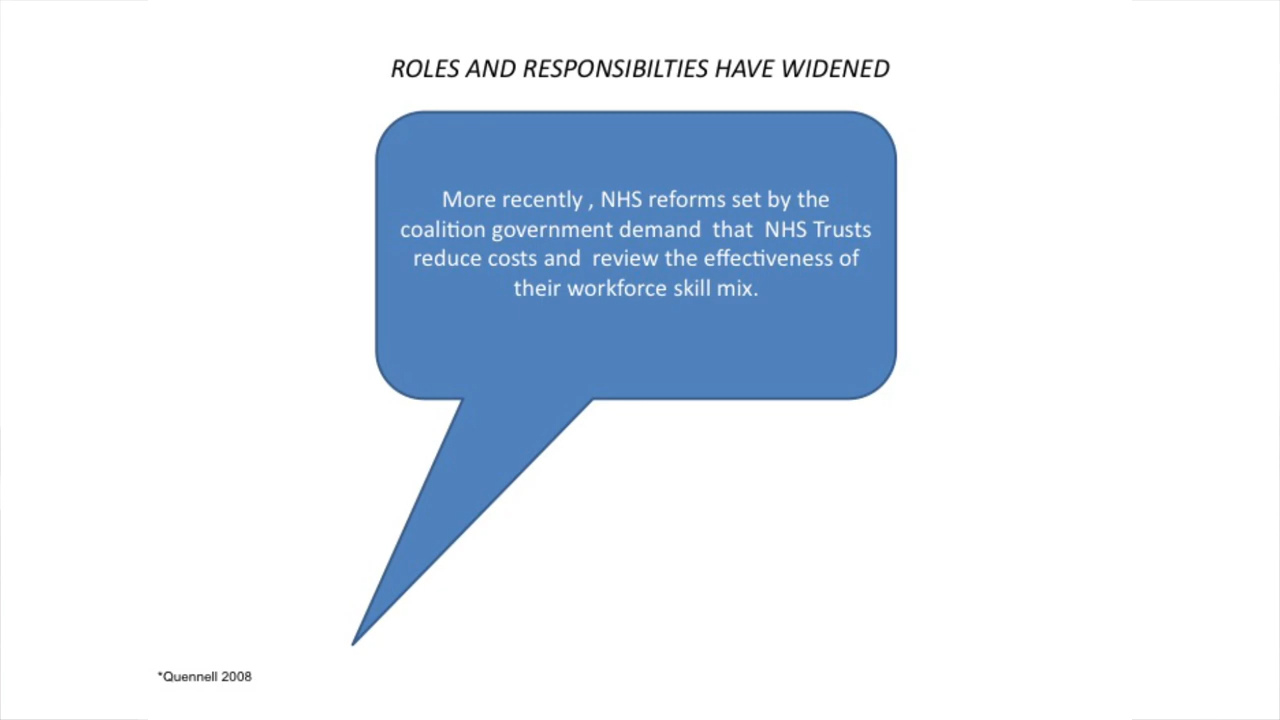 ROLES AND RESPONSIBILTIES HAVE WIDENED
More recently , NHS reforms set by the
coalition government demand  that  NHS Trusts
reduce costs and  review the effectiveness of
their workforce skill mix.
*Quennell 2008